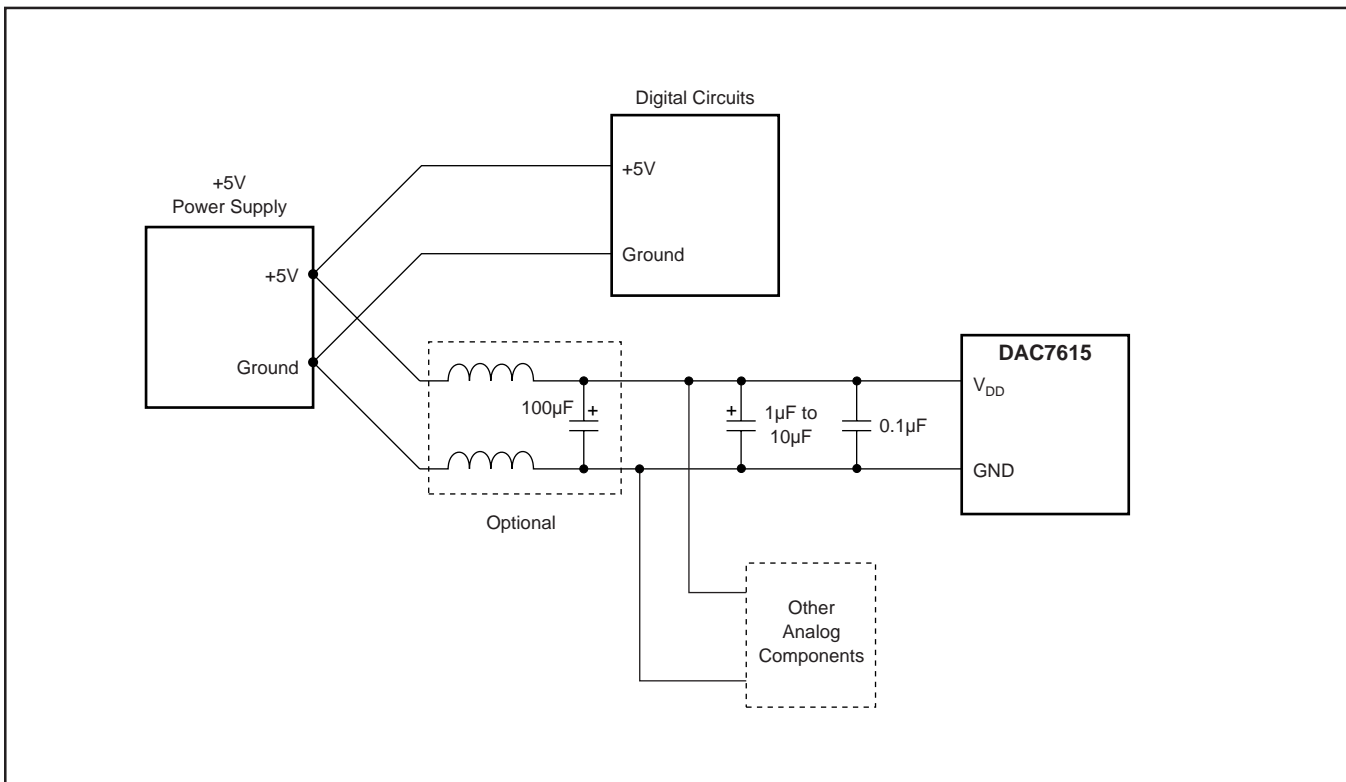 Digital Circuits
+5V
Ground
+5V
Power Supply
+5V
Ground
100µF
+
Optional
+
1µF to
10µF
0.1µF
DAC7615
VDD
GND
Other
Analog
Components